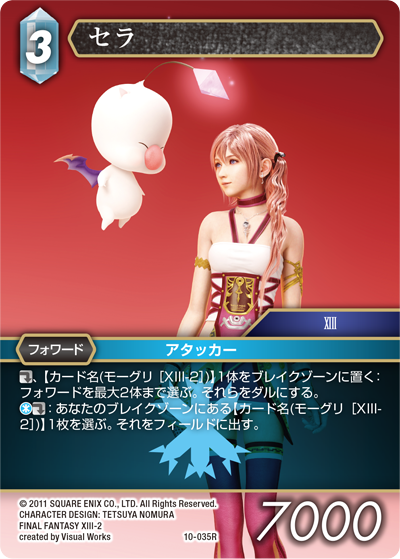 3
セラ
XIII
フォワード
アタッカー
、【カード名(モーグリ [XIII-2])】1体をブレイクゾーンに置く:
フォワードを最大2体まで選ぶ。それらをダルにする。
:あなたのブレイクゾーンにある【カード名(モーグリ [XIII-
2])】1枚を選ぶ。それをフィールドに出す。
© 2011 SQUARE ENIX CO., LTD. All Rights Reserved.
CHARACTER DESIGN: TETSUYA NOMURA
FINAL FANTASY XIII-2
created by Visual Works
10-035R
7000